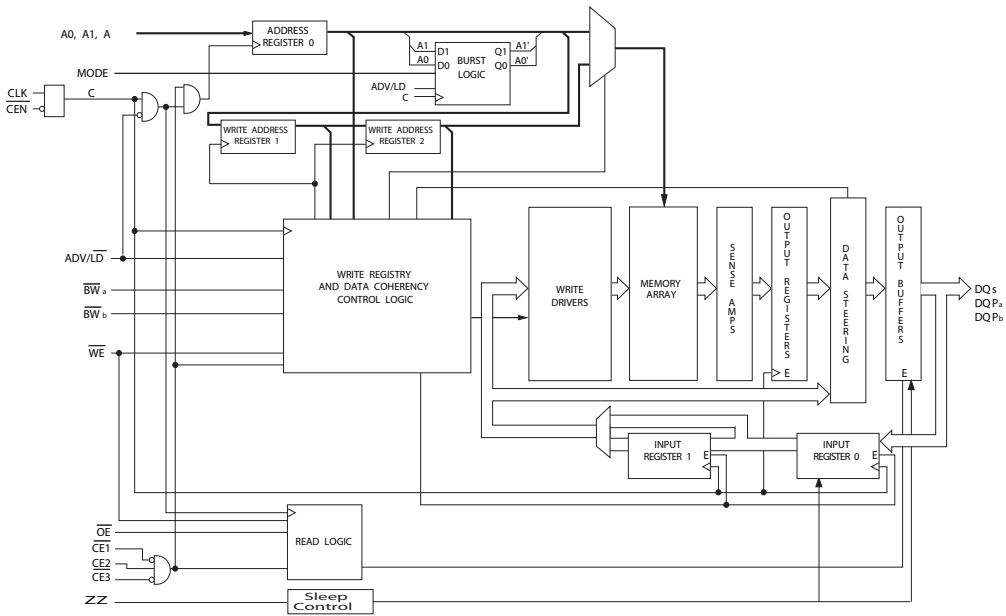 A0, A1, A
ADDRESS
REGISTER 0
A1
A0
D1
D0
BURST
LOGIC
Q1
Q0
A1'
A0'
MODE
ADV/LD
C
CLK
CEN
C
WRITE ADDRESS
REGISTER 1
WRITE ADDRESS
REGISTER 2
ADV/LD
BW a
BW b
WE
WRITE REGISTRY
AND DATA COHERENCY
CONTROL LOGIC
WRITE
DRIVERS
MEMORY
ARRAY
SENSE AMPS
OUTPUT REGISTERS E
DATA STEERING
OUTPUT BUFFERS E
DQs
DQPa
DQPb
INPUT
REGISTER 1
E
INPUT
REGISTER 0
E
OE
CE1
CE2
CE3
READ LOGIC
ZZ
Sleep
Control